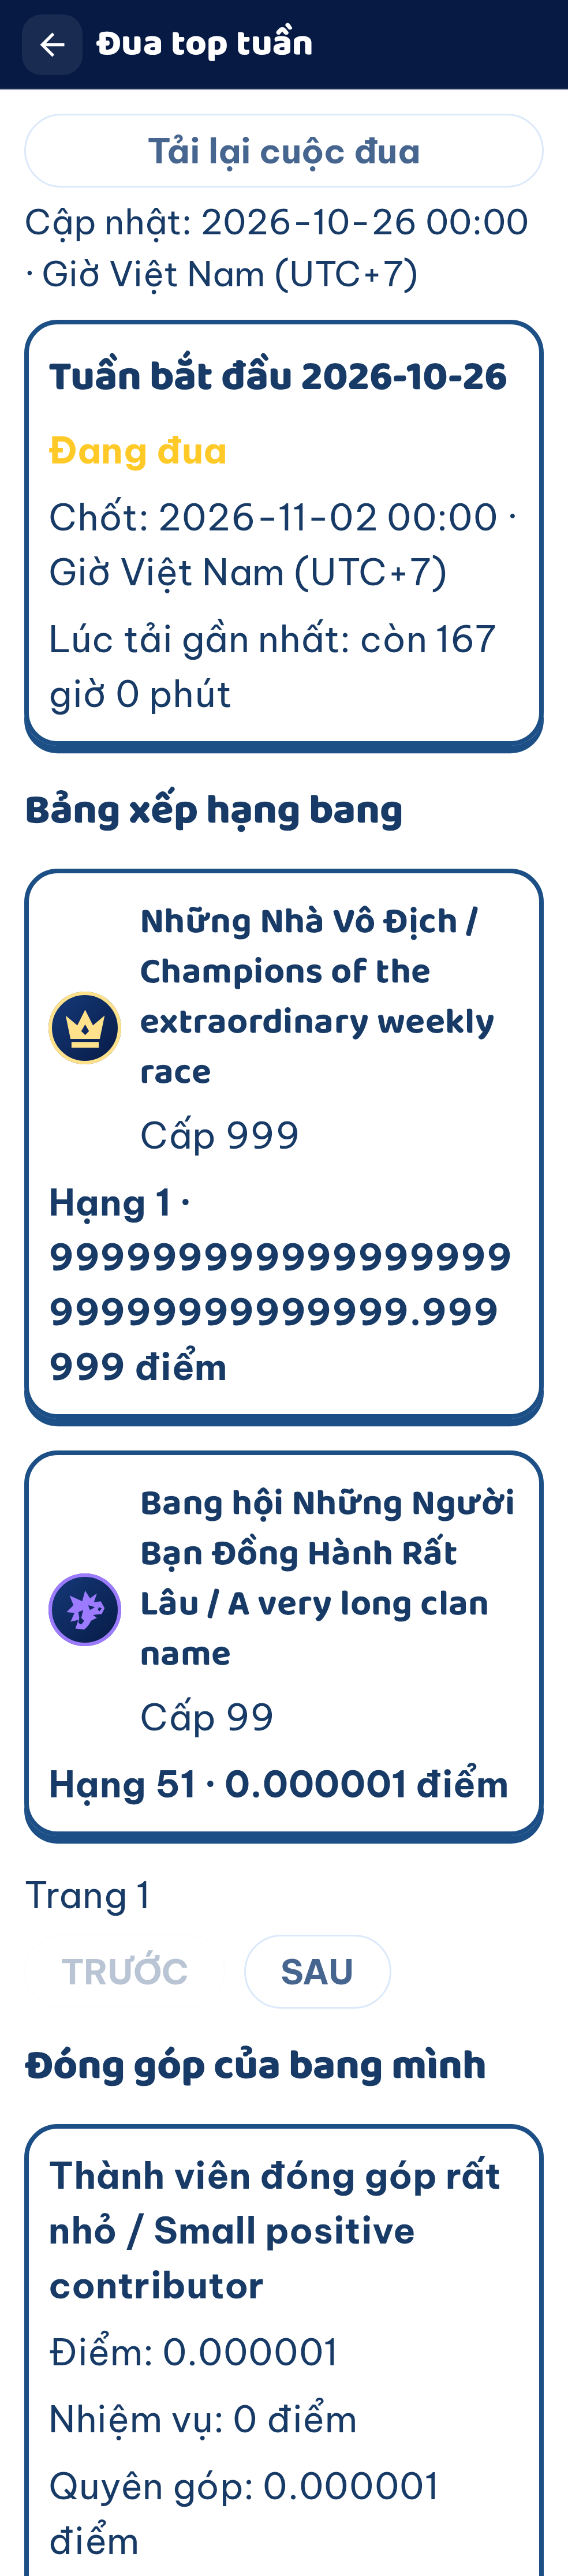 Đua top tuần
Tải lại cuộc đua
Cập nhật: 2026-10-26 00:00
· Giờ Việt Nam (UTC+7)
Tuần bắt đầu 2026-10-26
Đang đua
Chốt: 2026-11-02 00:00 ·
Giờ Việt Nam (UTC+7)
Lúc tải gần nhất: còn 167
giờ 0 phút
Bảng xếp hạng bang
Những Nhà Vô Địch /
Champions of the
extraordinary weekly
race
Cấp 999
Hạng 1 ·
999999999999999999
99999999999999.999
999 điểm
Bang hội Những Người
Bạn Đồng Hành Rất
Lâu / A very long clan
name
Cấp 99
Hạng 51 · 0.000001 điểm
Trang 1
TRƯỚC
SAU
Đóng góp của bang mình
Thành viên đóng góp rất
nhỏ / Small positive
contributor
Điểm: 0.000001
Nhiệm vụ: 0 điểm
Quyên góp: 0.000001
điểm